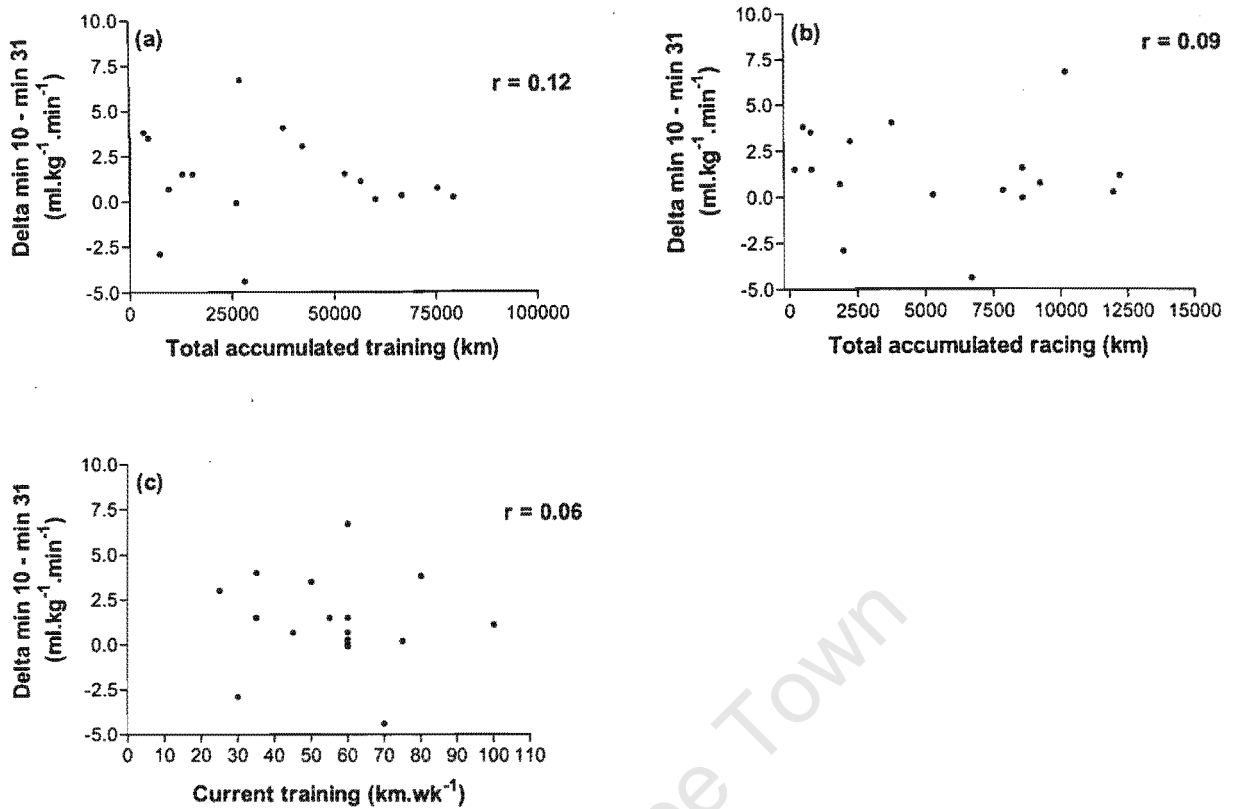 (a)
r = 0.12
Delta min 10 - min 31
(ml.kg⁻¹.min⁻¹)
10.0
7.5
5.0
2.5
0.0
-2.5
-5.0
0 25000 50000 75000 100000
Total accumulated training (km)
(b)
r = 0.09
Delta min 10 - min 31
(ml.kg⁻¹.min⁻¹)
10.0
7.5
5.0
2.5
0.0
-2.5
-5.0
0 2500 5000 7500 10000 12500 15000
Total accumulated racing (km)
(c)
r = 0.06
Delta min 10 - min 31
(ml.kg⁻¹.min⁻¹)
10.0
7.5
5.0
2.5
0.0
-2.5
-5.0
0 10 20 30 40 50 60 70 80 90 100 110
Current training (km.wk⁻¹)
Town